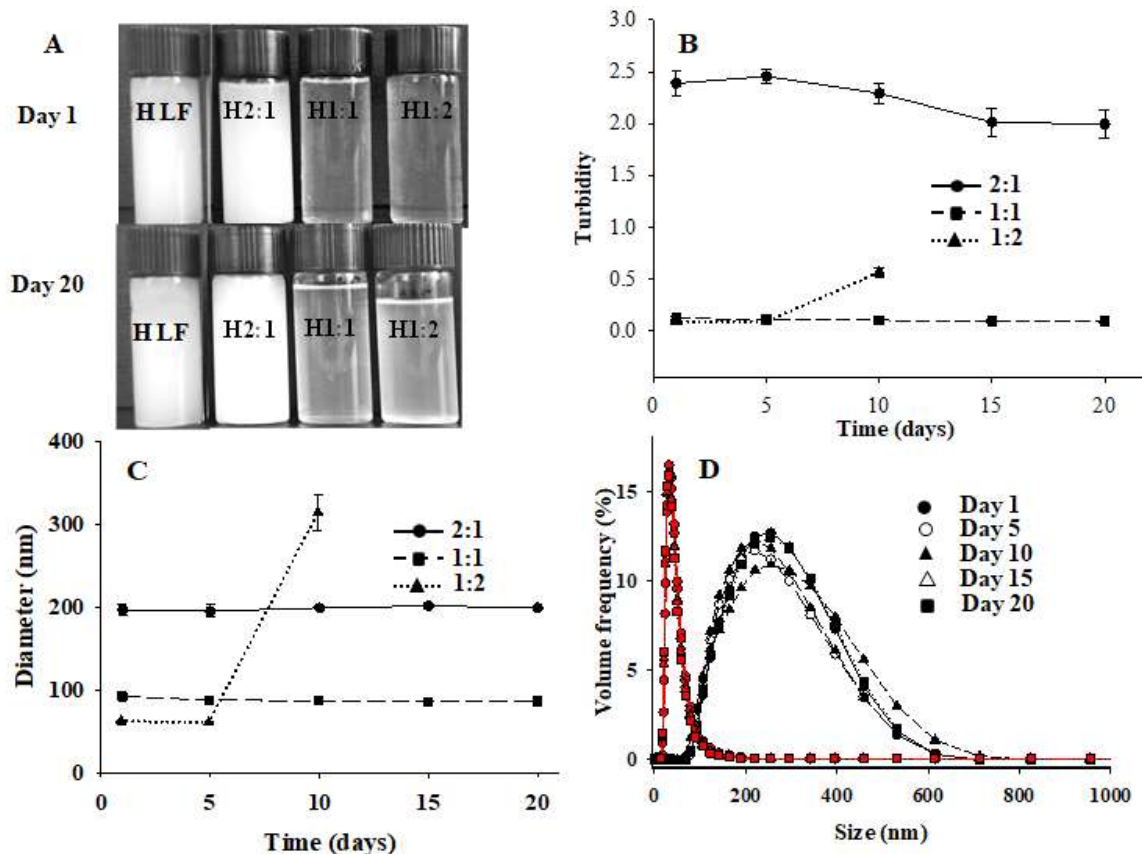 A
Day 1
HLF H2:1 H1:1 H1:2
Day 20
HLF H2:1 H1:1 H1:2
B
3.0
2.5
2.0
1.5
1.0
0.5
0.0
Turbidity
2:1
1:1
1:2
0 5 10 15 20
Time (days)
C
400
300
200
100
0
Diameter (nm)
2:1
1:1
1:2
0 5 10 15 20
Time (days)
D
15
10
5
0
Volume frequency (%)
Day 1
Day 5
Day 10
Day 15
Day 20
0 200 400 600 800 1000
Size (nm)